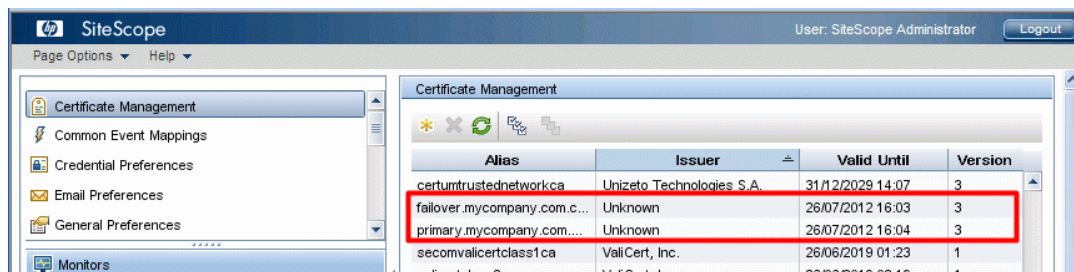 hp SiteScope User: SiteScope Administrator Logout
Page Options Help
Certificate Management
Common Event Mappings
Credential Preferences
Email Preferences
General Preferences
Monitors
Certificate Management
Alias Issuer Valid Until Version
certumtrustednetworkca Unizeto Technologies S.A. 31/12/2029 14:07 3
failover.mycompany.com.c... Unknown 26/07/2012 16:03 3
primary.mycompany.com.... Unknown 26/07/2012 16:04 3
secomvalicertclass1ca ValiCert, Inc. 26/06/2019 01:23 1